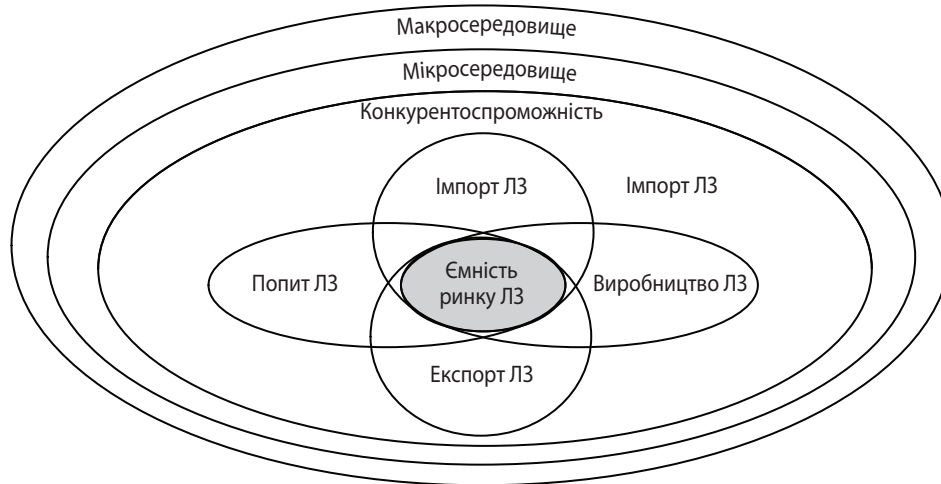 Макросередовище
Мікросередовище
Конкурентоспроможність
Імпорт ЛЗ
Імпорт ЛЗ
Попит ЛЗ
Ємність
ринку ЛЗ
Виробництво ЛЗ
Експорт ЛЗ